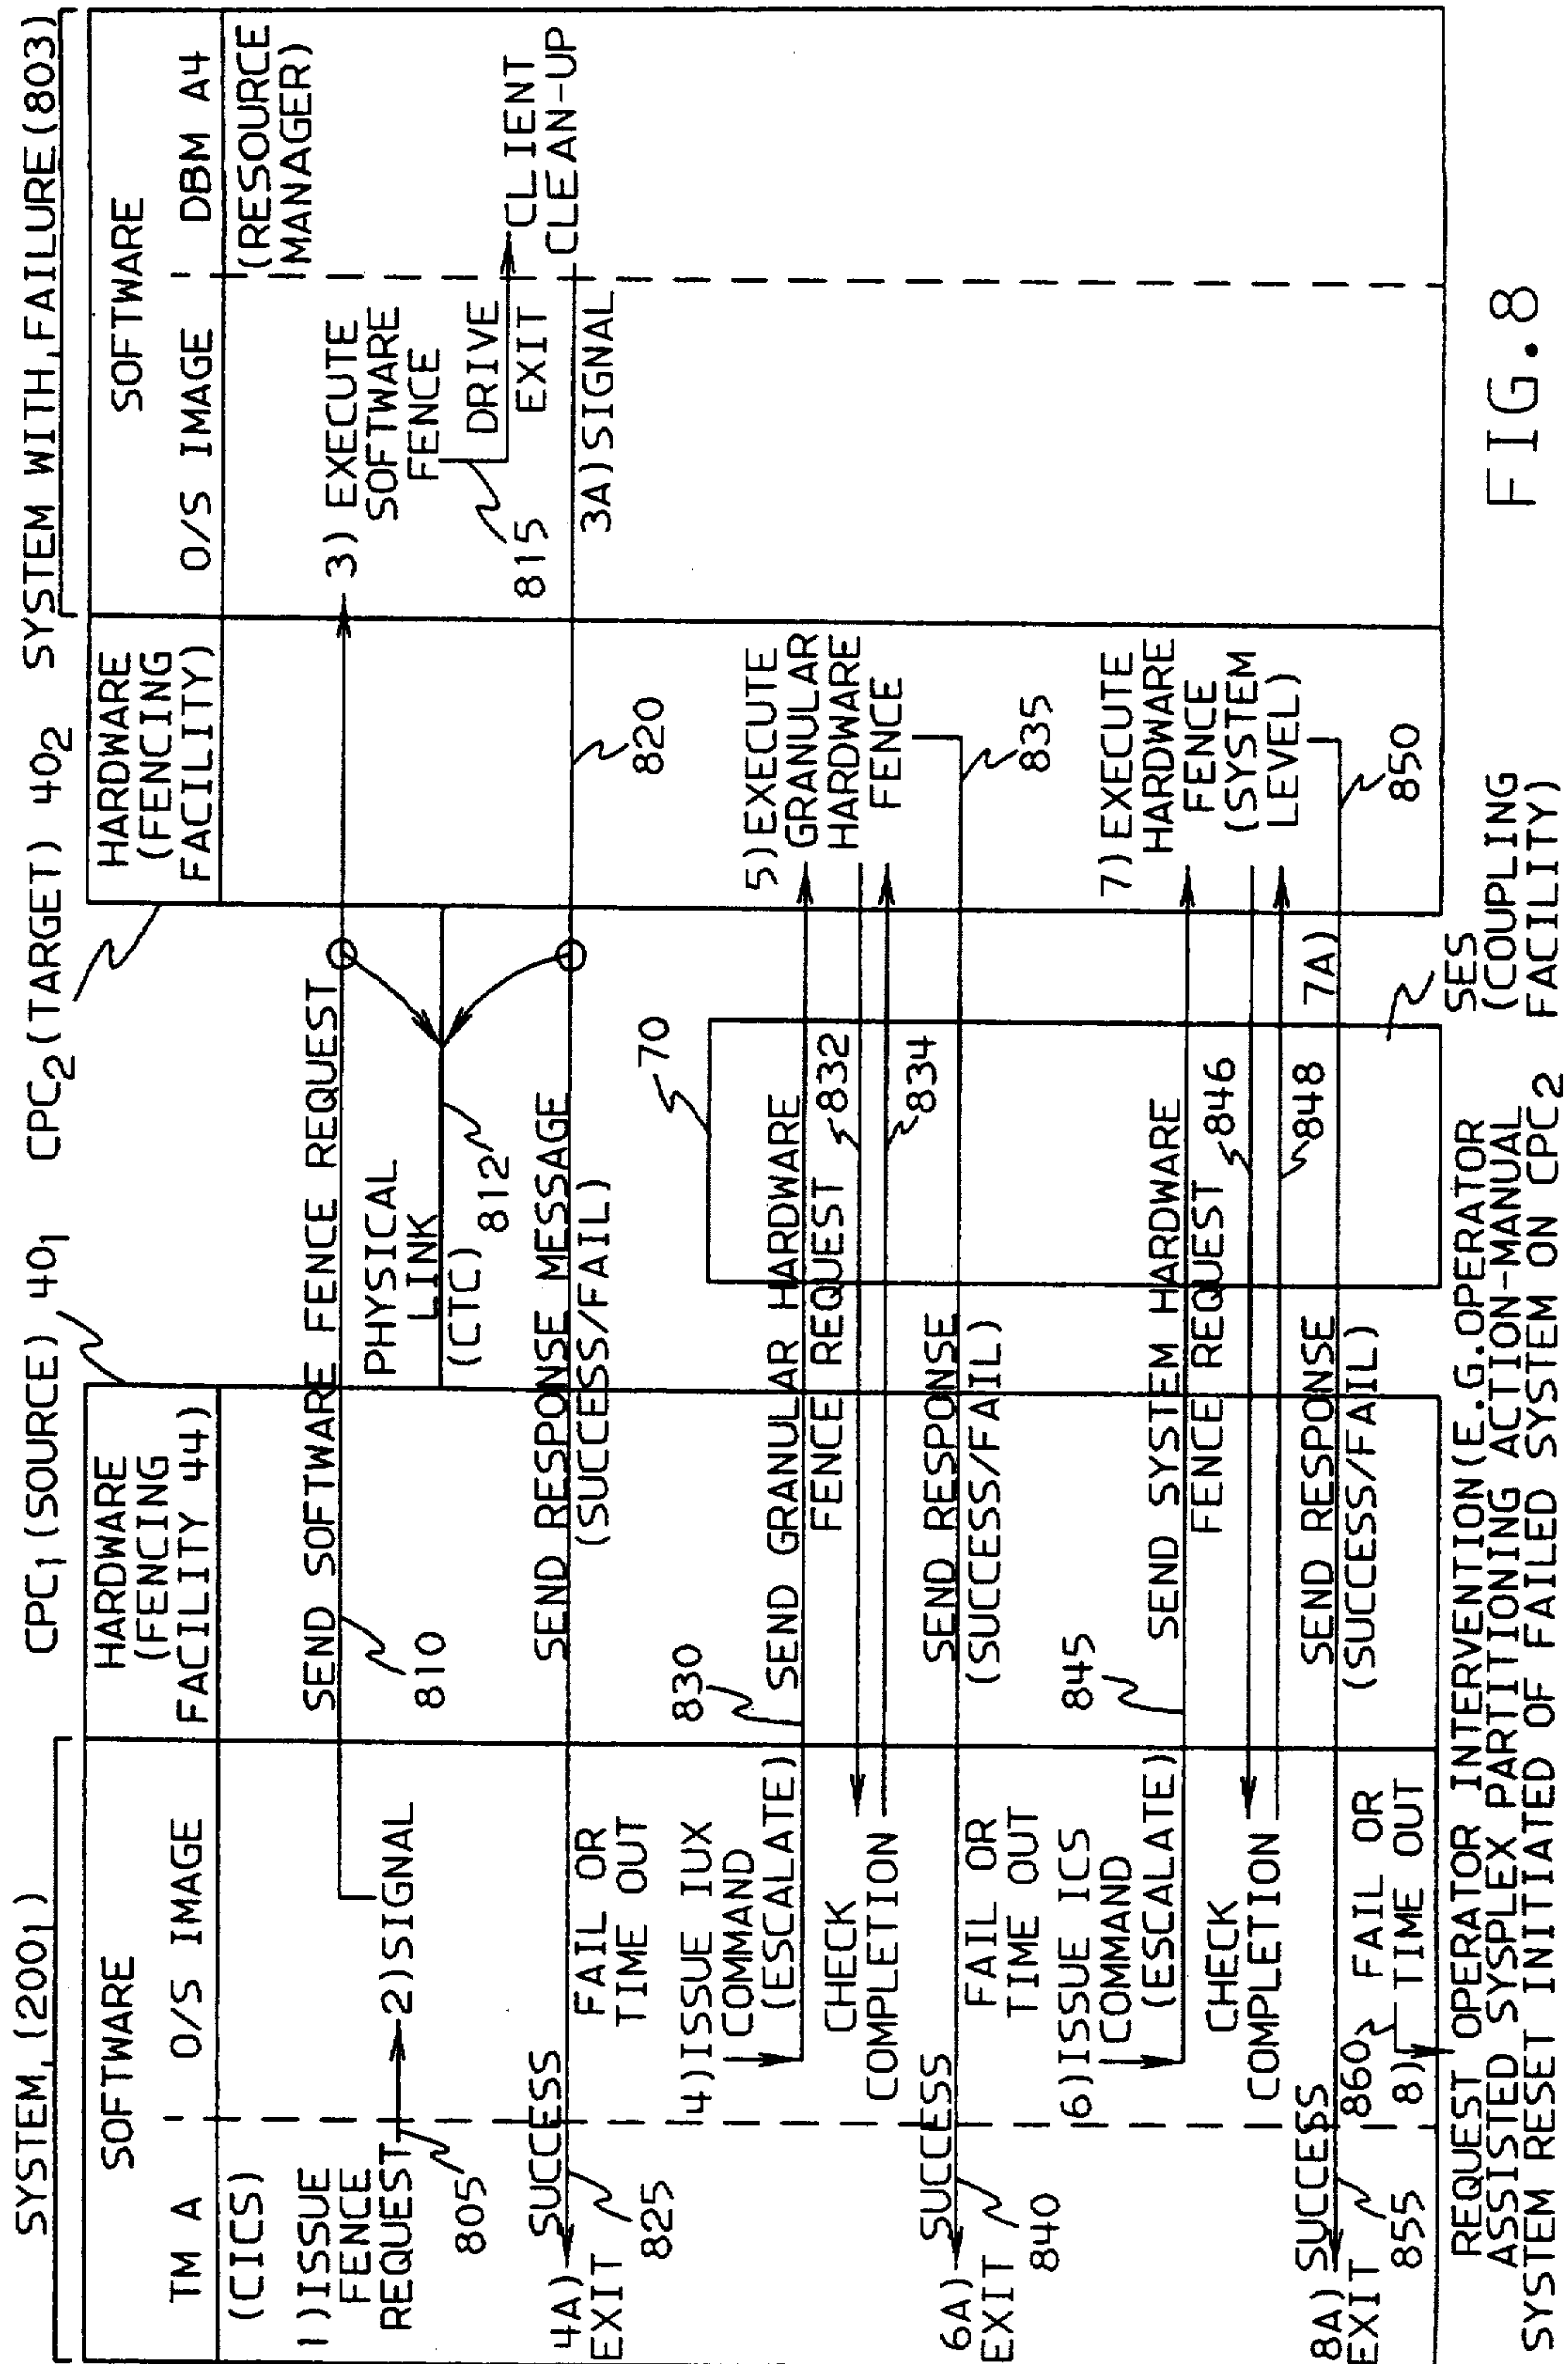 SYSTEM, (200₁)
CPC₁ (SOURCE) 40₁
CPC₂ (TARGET) 40₂
SYSTEM WITH FAILURE (803)
SOFTWARE
TM A
O/S IMAGE
HARDWARE
(FENCING
FACILITY 44)
HARDWARE
(FENCING
FACILITY)
SOFTWARE
O/S IMAGE
DBM A4
(CICS)
(RESOURCE
MANAGER)
1) ISSUE
FENCE
REQUEST
805
2) SIGNAL
SEND SOFTWARE FENCE REQUEST
810
PHYSICAL
LINK
(CTC)
812
3) EXECUTE
SOFTWARE
FENCE
815
DRIVE
EXIT
CLIENT
CLEAN-UP
3A) SIGNAL
820
SEND RESPONSE MESSAGE
(SUCCESS/FAIL)
SUCCESS
4A)
EXIT
825
FAIL OR
TIME OUT
4) ISSUE IUX
COMMAND
(ESCALATE)
830
SEND GRANULAR HARDWARE
FENCE REQUEST
70
5) EXECUTE
GRANULAR
HARDWARE
FENCE
832
834
CHECK
COMPLETION
835
SEND RESPONSE
(SUCCESS/FAIL)
SUCCESS
6A)
EXIT
840
FAIL OR
TIME OUT
6) ISSUE ICS
COMMAND
(ESCALATE)
845
SEND SYSTEM HARDWARE
FENCE REQUEST
7) EXECUTE
HARDWARE
FENCE
(SYSTEM
LEVEL)
846
848
CHECK
COMPLETION
7A)
850
SEND RESPONSE
(SUCCESS/FAIL)
SUCCESS
8A)
EXIT
855
860
FAIL OR
TIME OUT
8)
SES
(COUPLING
FACILITY)
REQUEST OPERATOR INTERVENTION (E.G. OPERATOR
ASSISTED SYSPLEX PARTITIONING ACTION-MANUAL
SYSTEM RESET INITIATED OF FAILED SYSTEM ON CPC₂
FIG. 8